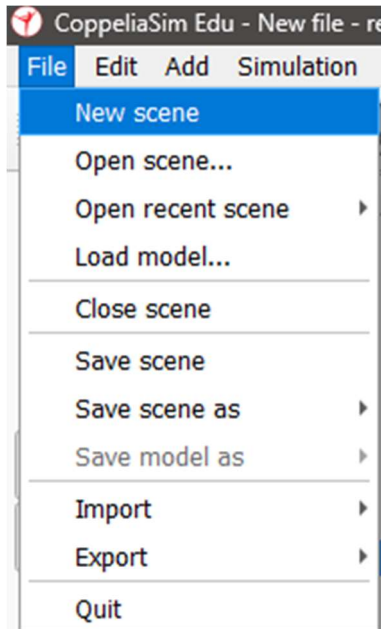 CoppeliaSim Edu - New file - re
File Edit Add Simulation
New scene
Open scene...
Open recent scene
Load model...
Close scene
Save scene
Save scene as
Save model as
Import
Export
Quit